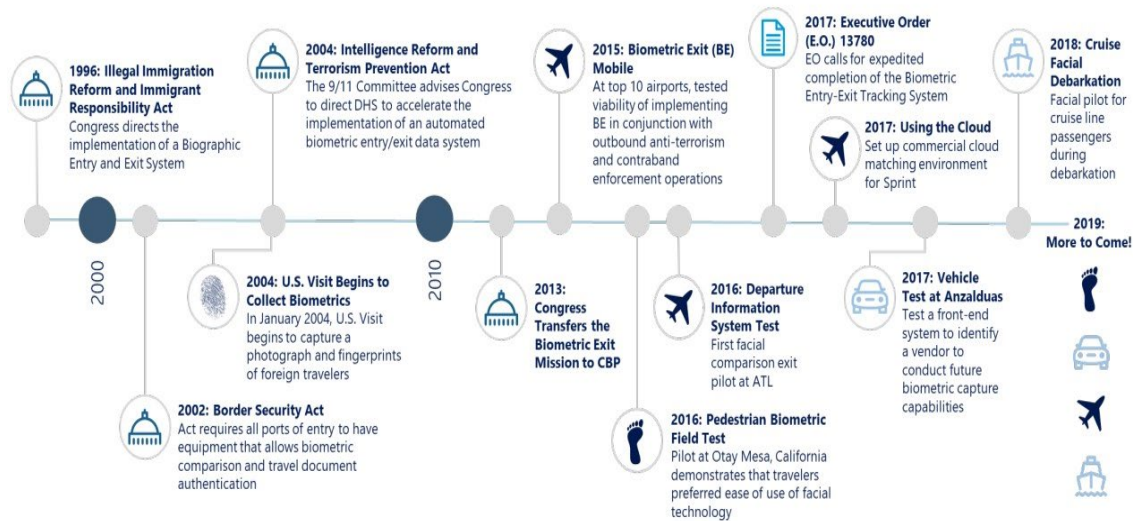 1996: Illegal Immigration
Reform and Immigrant
Responsibility Act
Congress directs the
implementation of a Biographic
Entry and Exit System
2004: Intelligence Reform and
Terrorism Prevention Act
The 9/11 Committee advises Congress
to direct DHS to accelerate the
implementation of an automated
biometric entry/exit data system
2015: Biometric Exit (BE)
Mobile
At top 10 airports, tested
viability of implementing
BE in conjunction with
outbound anti-terrorism
and contraband
enforcement operations
2017: Executive Order
(E.O.) 13780
EO calls for expedited
completion of the Biometric
Entry-Exit Tracking System
2017: Using the Cloud
Set up commercial cloud
matching environment
for Sprint
2018: Cruise
Facial
Debarkation
Facial pilot for
cruise line
passengers
during
debarkation
2000
2010
2019:
More to Come!
2004: U.S. Visit Begins to
Collect Biometrics
In January 2004, U.S. Visit
begins to capture a
photograph and fingerprints
of foreign travelers
2002: Border Security Act
Act requires all ports of entry to have
equipment that allows biometric
comparison and travel document
authentication
2013:
Congress
Transfers the
Biometric Exit
Mission to CBP
2016: Departure
Information
System Test
First facial
comparison exit
pilot at ATL
2016: Pedestrian Biometric
Field Test
Pilot at Otay Mesa, California
demonstrates that travelers
preferred ease of use of facial
technology
2017: Vehicle
Test at Anzalduas
Test a front-end
system to identify
a vendor to
conduct future
biometric capture
capabilities